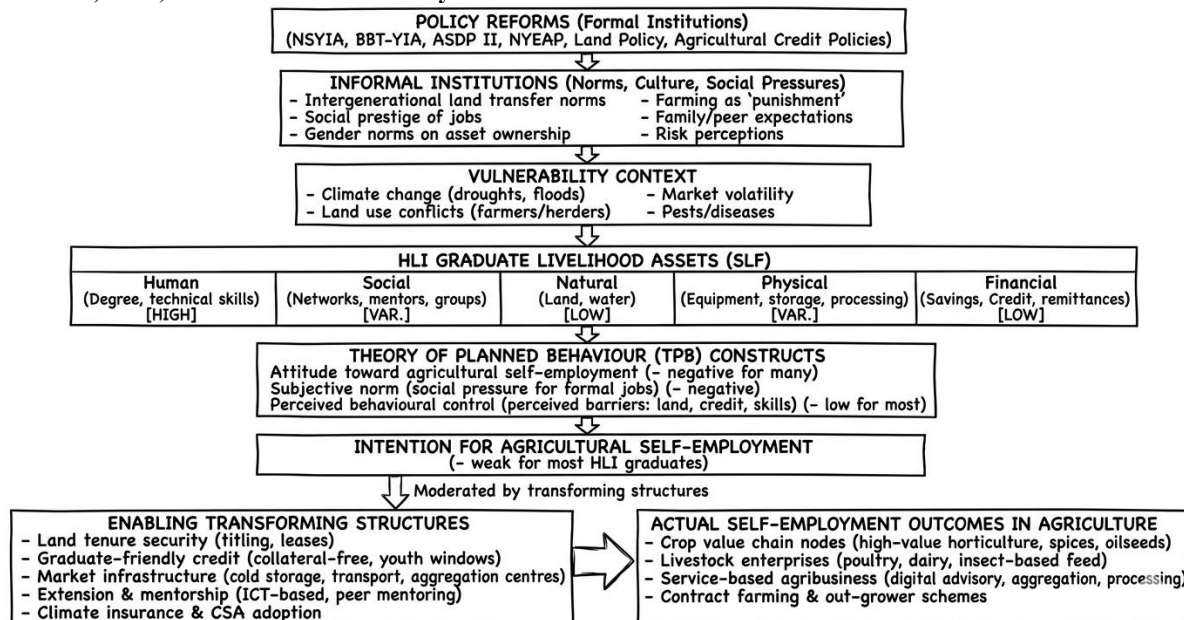 POLICY REFORMS (Formal Institutions)
(NSYIA, BBT-YIA, ASDP II, NYEAP, Land Policy, Agricultural Credit Policies)
INFORMAL INSTITUTIONS (Norms, Culture, Social Pressures)
- Intergenerational land transfer norms
- Social prestige of jobs
- Gender norms on asset ownership
- Farming as 'punishment'
- Family/peer expectations
- Risk perceptions
VULNERABILITY CONTEXT
- Climate change (droughts, floods)
- Land use conflicts (farmers/herders)
- Market volatility
- Pests/diseases
HLI GRADUATE LIVELIHOOD ASSETS (SLF)
Human
(Degree, technical skills)
[HIGH]
Social
(Networks, mentors, groups)
[VAR.]
Natural
(Land, water)
[LOW]
Physical
(Equipment, storage, processing)
[VAR.]
Financial
(Savings, Credit, remittances)
[LOW]
THEORY OF PLANNED BEHAVIOUR (TPB) CONSTRUCTS
Attitude toward agricultural self-employment (- negative for many)
Subjective norm (social pressure for formal jobs) (- negative)
Perceived behavioural control (perceived barriers: land, credit, skills) (- low for most)
INTENTION FOR AGRICULTURAL SELF-EMPLOYMENT
(- weak for most HLI graduates)
Moderated by transforming structures
ENABLING TRANSFORMING STRUCTURES
- Land tenure security (titling, leases)
- Graduate-friendly credit (collateral-free, youth windows)
- Market infrastructure (cold storage, transport, aggregation centres)
- Extension & mentorship (ICT-based, peer mentoring)
- Climate insurance & CSA adoption
ACTUAL SELF-EMPLOYMENT OUTCOMES IN AGRICULTURE
- Crop value chain nodes (high-value horticulture, spices, oilseeds)
- Livestock enterprises (poultry, dairy, insect-based feed)
- Service-based agribusiness (digital advisory, aggregation, processing)
- Contract farming & out-grower schemes